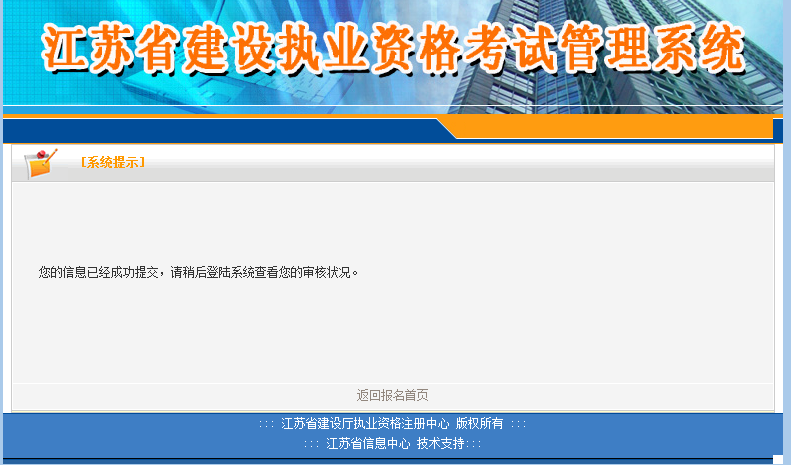 江苏省建设执业资格考试管理系统
[系统提示]
您的信息已经成功提交，请稍后登陆系统查看您的审核状况。
返回报名首页
::: 江苏省建设厅执业资格注册中心 版权所有 :::
::: 江苏省信息中心 技术支持:::